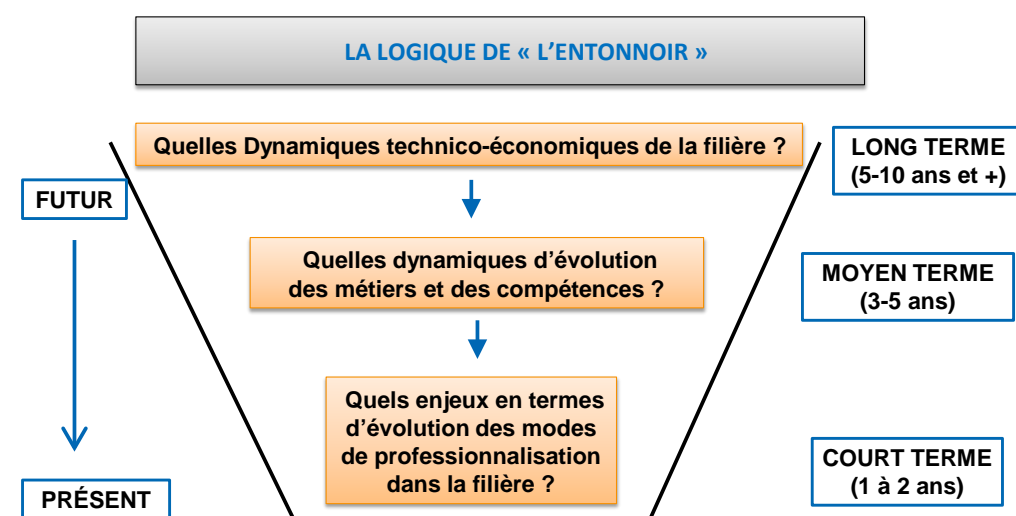 LA LOGIQUE DE « L’ENTONNOIR »
Quelles Dynamiques technico-économiques de la filière ?
LONG TERME
(5-10 ans et +)
FUTUR
Quelles dynamiques d’évolution
des métiers et des compétences ?
MOYEN TERME
(3-5 ans)
Quels enjeux en termes
d’évolution des modes
de professionnalisation
dans la filière ?
COURT TERME
(1 à 2 ans)
PRÉSENT